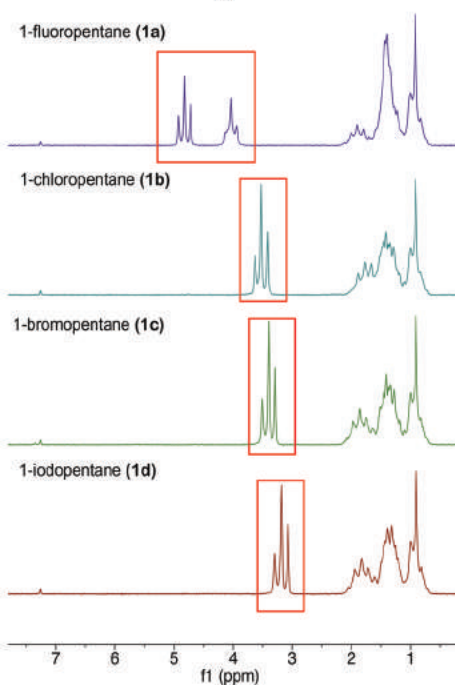 1-fluoropentane (1a)
1-chloropentane (1b)
1-bromopentane (1c)
1-iodopentane (1d)
7 6 5 4 3 2 1
f1 (ppm)